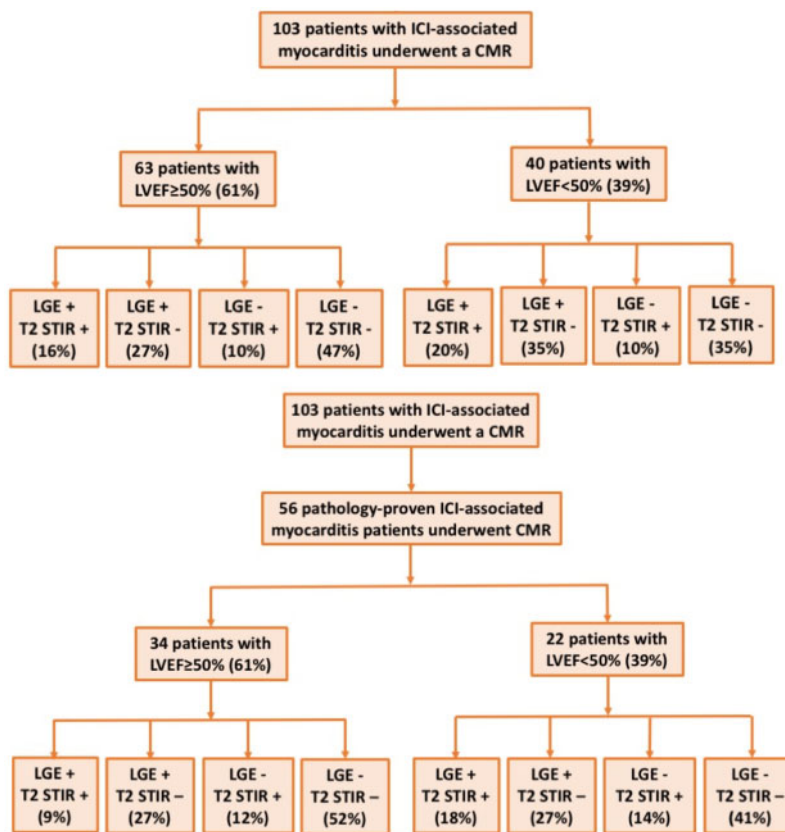 103 patients with ICI-associated
myocarditis underwent a CMR
63 patients with
LVEF≥50% (61%)
40 patients with
LVEF<50% (39%)
LGE +
T2 STIR +
(16%)
LGE +
T2 STIR -
(27%)
LGE -
T2 STIR +
(10%)
LGE -
T2 STIR -
(47%)
LGE +
T2 STIR +
(20%)
LGE +
T2 STIR -
(35%)
LGE -
T2 STIR +
(10%)
LGE -
T2 STIR -
(35%)
103 patients with ICI-associated
myocarditis underwent a CMR
56 pathology-proven ICI-associated
myocarditis patients underwent CMR
34 patients with
LVEF≥50% (61%)
22 patients with
LVEF<50% (39%)
LGE +
T2 STIR +
(9%)
LGE +
T2 STIR –
(27%)
LGE -
T2 STIR +
(12%)
LGE -
T2 STIR –
(52%)
LGE +
T2 STIR +
(18%)
LGE +
T2 STIR –
(27%)
LGE -
T2 STIR +
(14%)
LGE -
T2 STIR –
(41%)